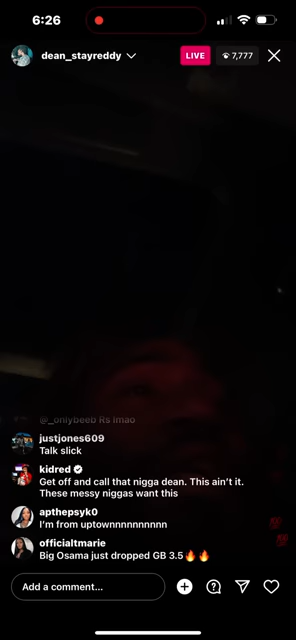 6:26
dean_stayreddy
LIVE
7,777
@_onlybeeb Rs lmao
justjones609
Talk slick
kidred
Get off and call that nigga dean. This ain't it.
These messy niggas want this
apthepsyk0
I'm from uptownnnnnnnnnn
officialtmarie
Big Osama just dropped GB 3.5🔥🔥
Add a comment...